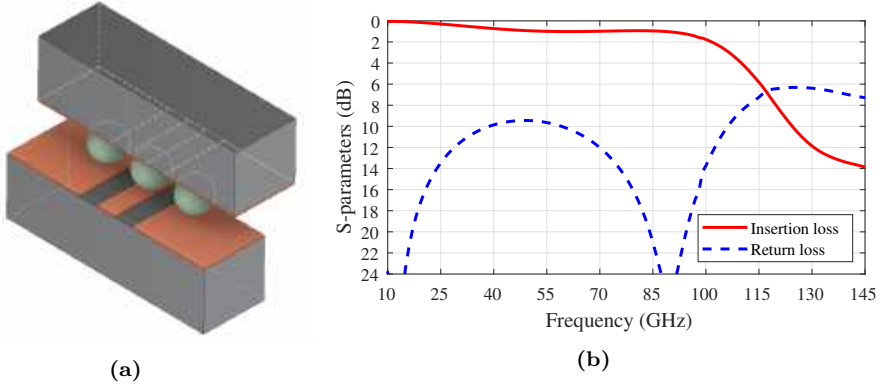 0
2
4
6
8
10
12
14
16
18
20
22
24
S-parameters (dB)
Insertion loss
Return loss
10 25 40 55 70 85 100 115 130 145
Frequency (GHz)
(a)
(b)